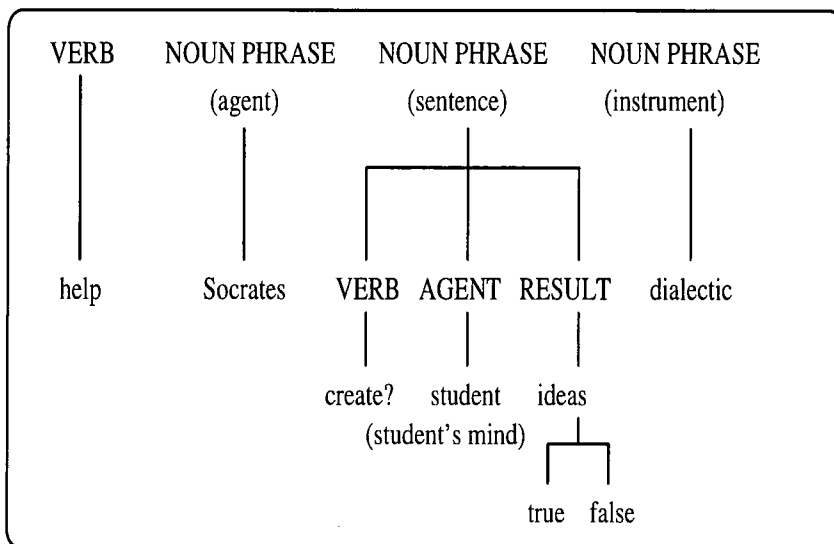 VERB NOUN PHRASE NOUN PHRASE NOUN PHRASE
(agent) (sentence) (instrument)
help Socrates VERB AGENT RESULT dialectic
create? student ideas
(student's mind)
true false